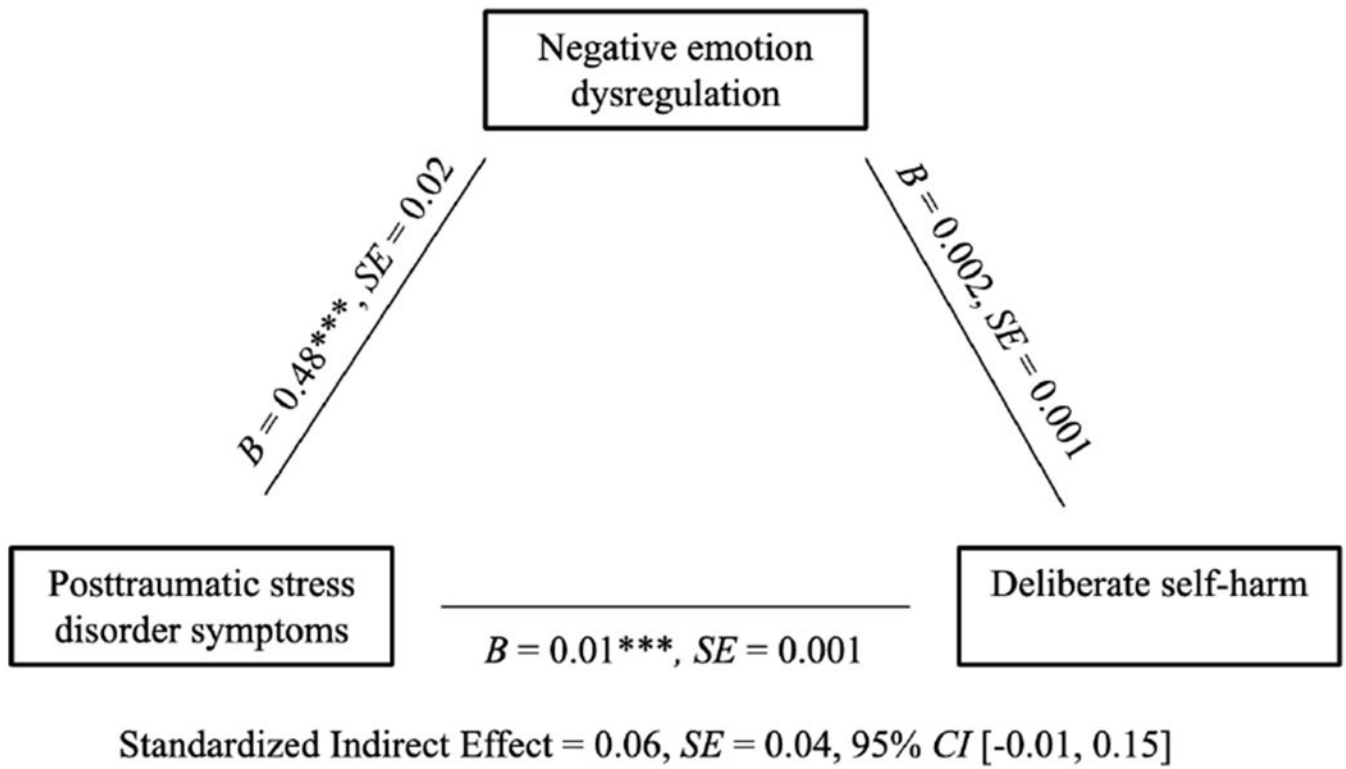 Negative emotion
dysregulation
B = 0.48***, SE = 0.02
B = 0.002, SE = 0.001
Posttraumatic stress
disorder symptoms
Deliberate self-harm
B = 0.01***, SE = 0.001
Standardized Indirect Effect = 0.06, SE = 0.04, 95% CI [-0.01, 0.15]